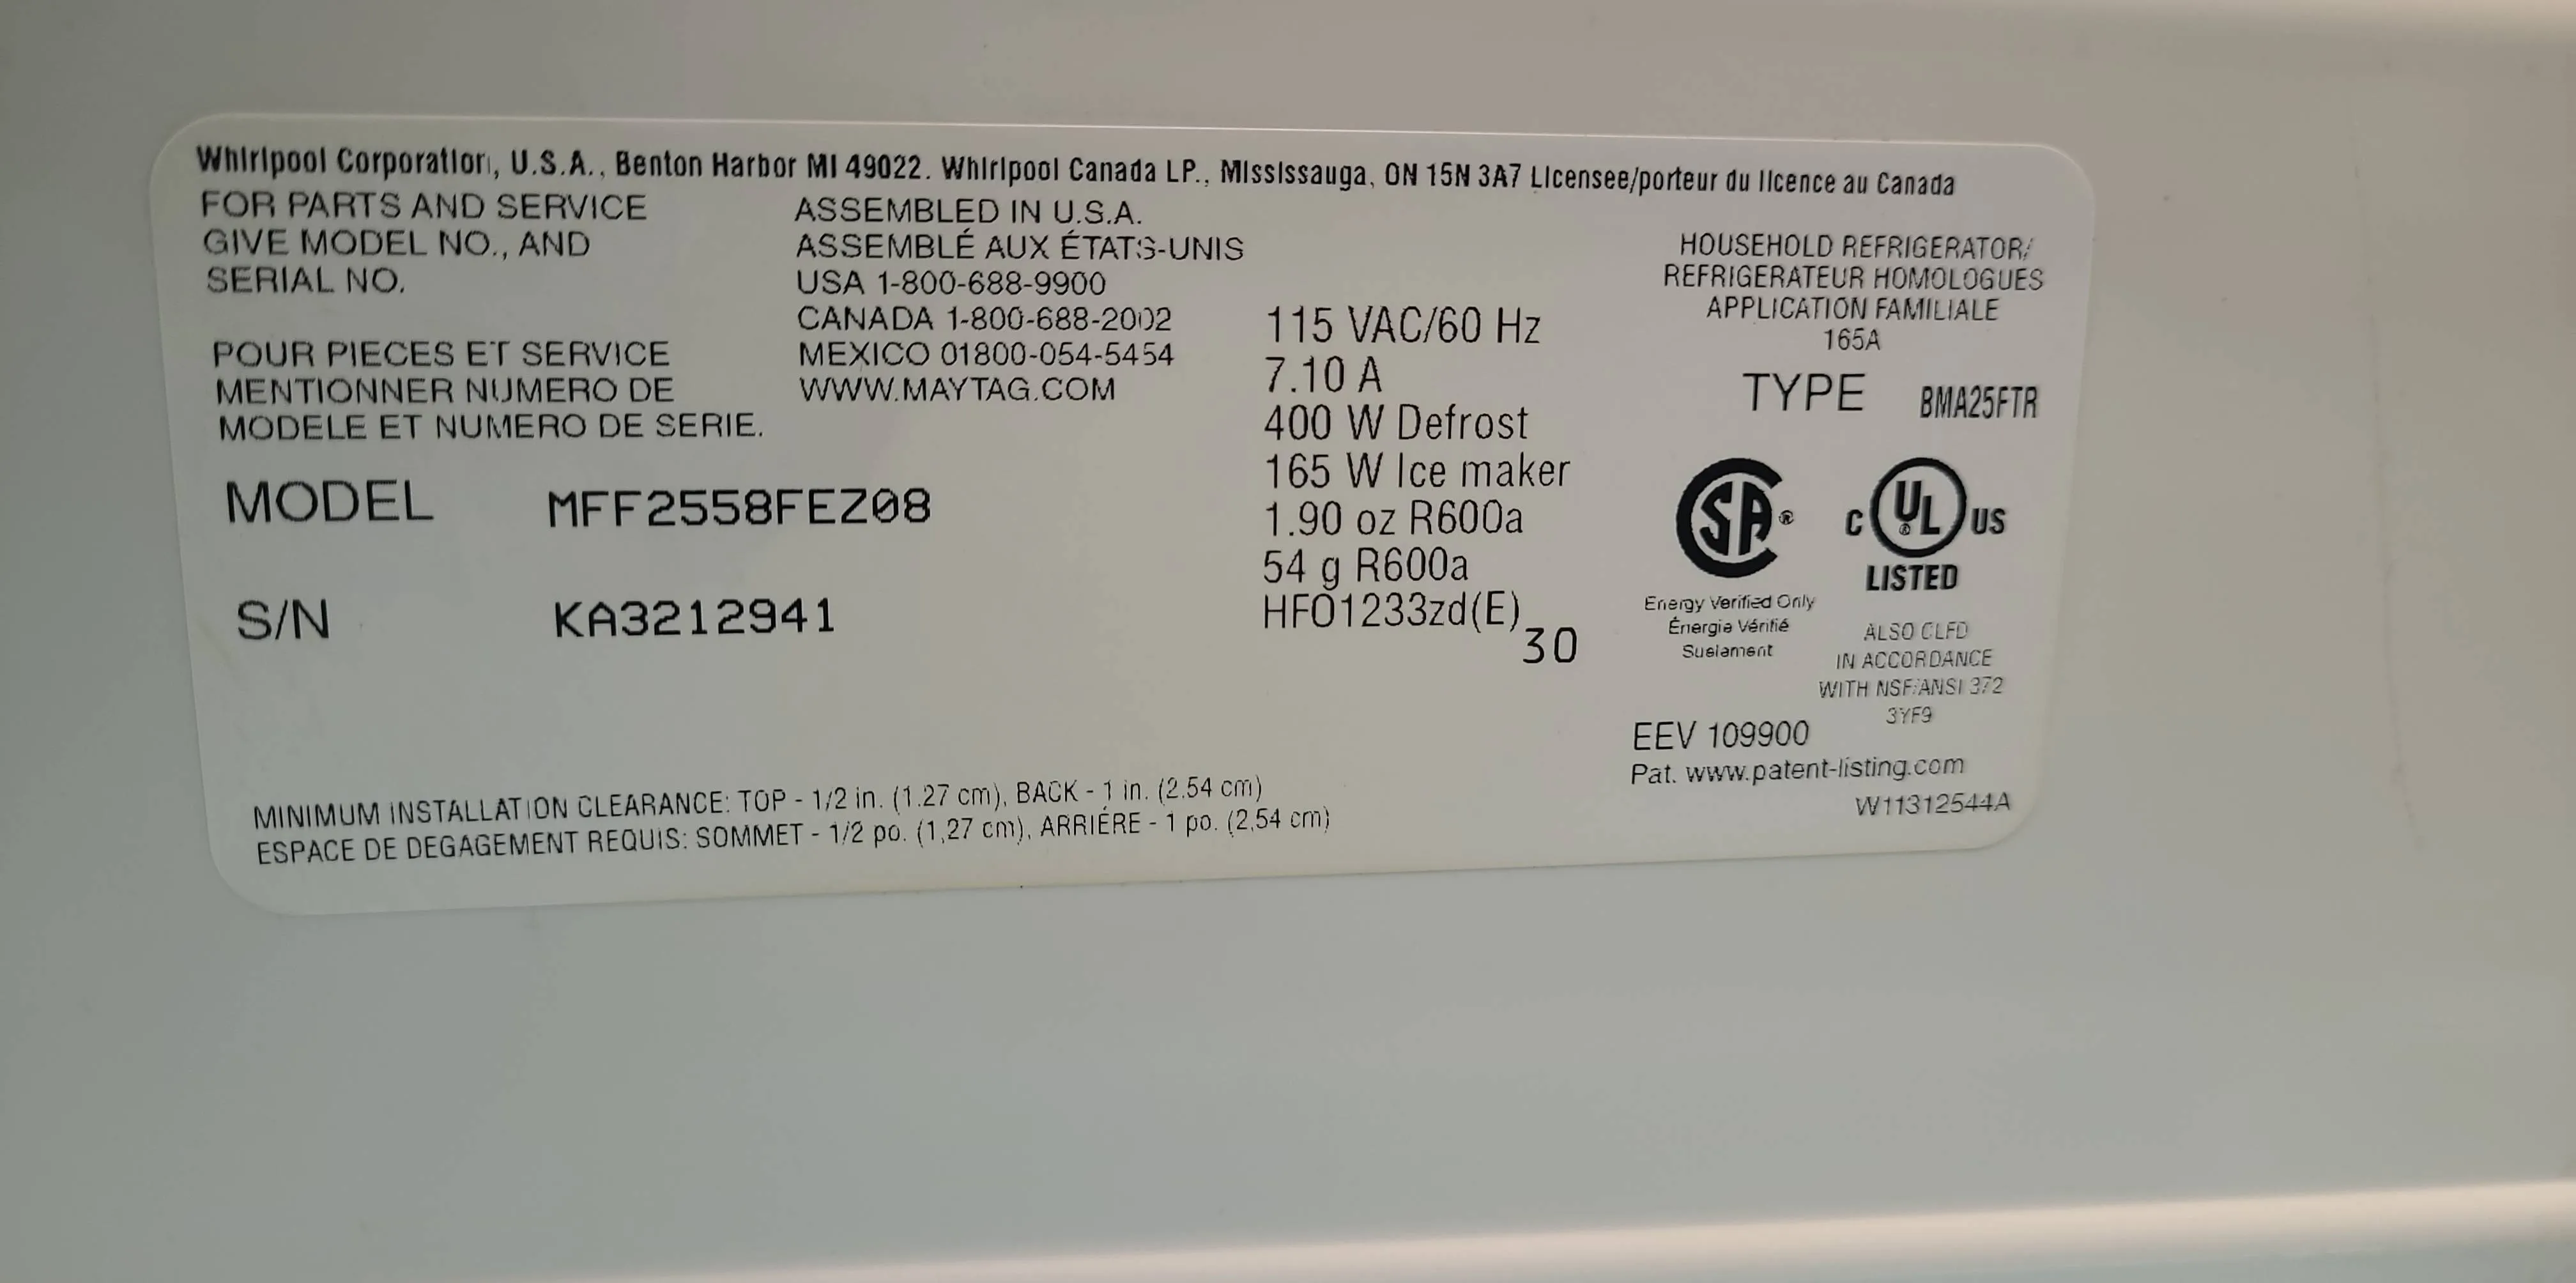 Whirlpool Corporation, U.S.A., Benton Harbor MI 49022. Whirlpool Canada LP., Mississauga, ON 15N 3A7 Licensee/porteur du licence au Canada
FOR PARTS AND SERVICE
GIVE MODEL NO., AND
SERIAL NO.
POUR PIECES ET SERVICE
MENTIONNER NUMERO DE
MODELE ET NUMERO DE SERIE.
ASSEMBLED IN U.S.A.
ASSEMBLÉ AUX ÉTATS-UNIS
USA 1-800-688-9900
CANADA 1-800-688-2002
MEXICO 01800-054-5454
WWW.MAYTAG.COM
MODEL MFF2558FEZ08
S/N KA3212941
115 VAC/60 Hz
7.10 A
400 W Defrost
165 W Ice maker
1.90 oz R600a
54 g R600a
HFO1233zd(E)
30
HOUSEHOLD REFRIGERATOR/
REFRIGERATEUR HOMOLOGUES
APPLICATION FAMILIALE
165A
TYPE BMA25FTR
SA ®
C UL ® US
LISTED
Energy Verified Only
Énergie Vérifié
Suelament
ALSO CLFD
IN ACCORDANCE
WITH NSF/ANSI 372
3YF9
EEV 109900
Pat. www.patent-listing.com
W11312544A
MINIMUM INSTALLATION CLEARANCE: TOP - 1/2 in. (1.27 cm), BACK - 1 in. (2.54 cm)
ESPACE DE DEGAGEMENT REQUIS: SOMMET - 1/2 po. (1,27 cm), ARRIÉRE - 1 po. (2,54 cm)